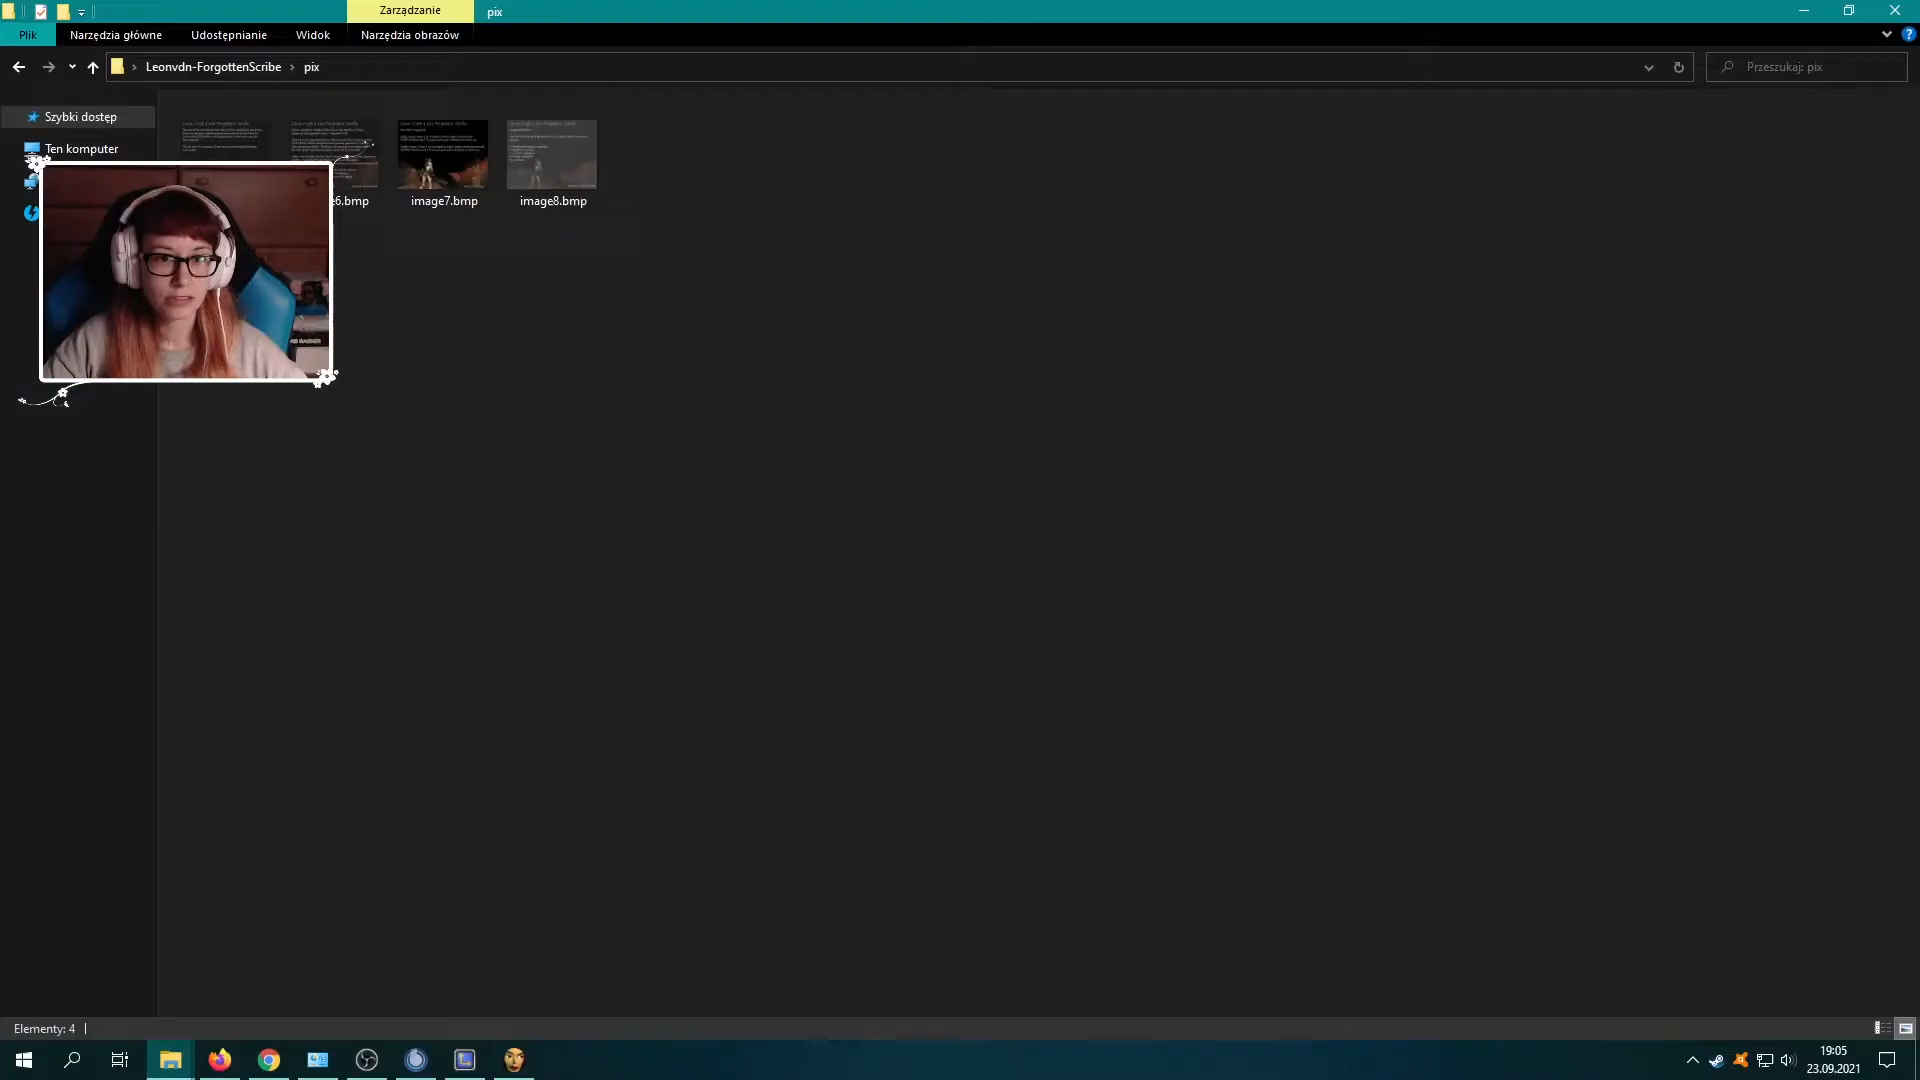 Zarządzanie
pix
Plik
Narzędzia główne
Udostępnianie
Widok
Narzędzia obrazów
Leonvdn-ForgottenScribe
pix
Przeszukaj: pix
Szybki dostęp
Ten komputer
e6.bmp
image7.bmp
image8.bmp
Elementy: 4
19:05
23.09.2021